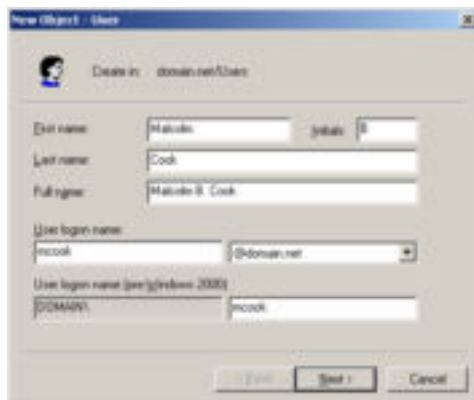 New Object - User
Create in: domain.net/Users
First name: Malcolm Initials: B
Last name: Cook
Full name: Malcolm B. Cook
User logon name:
mcook @domain.net
User logon name (pre-Windows 2000):
DOMAIN\ mcook
< Back Next > Cancel